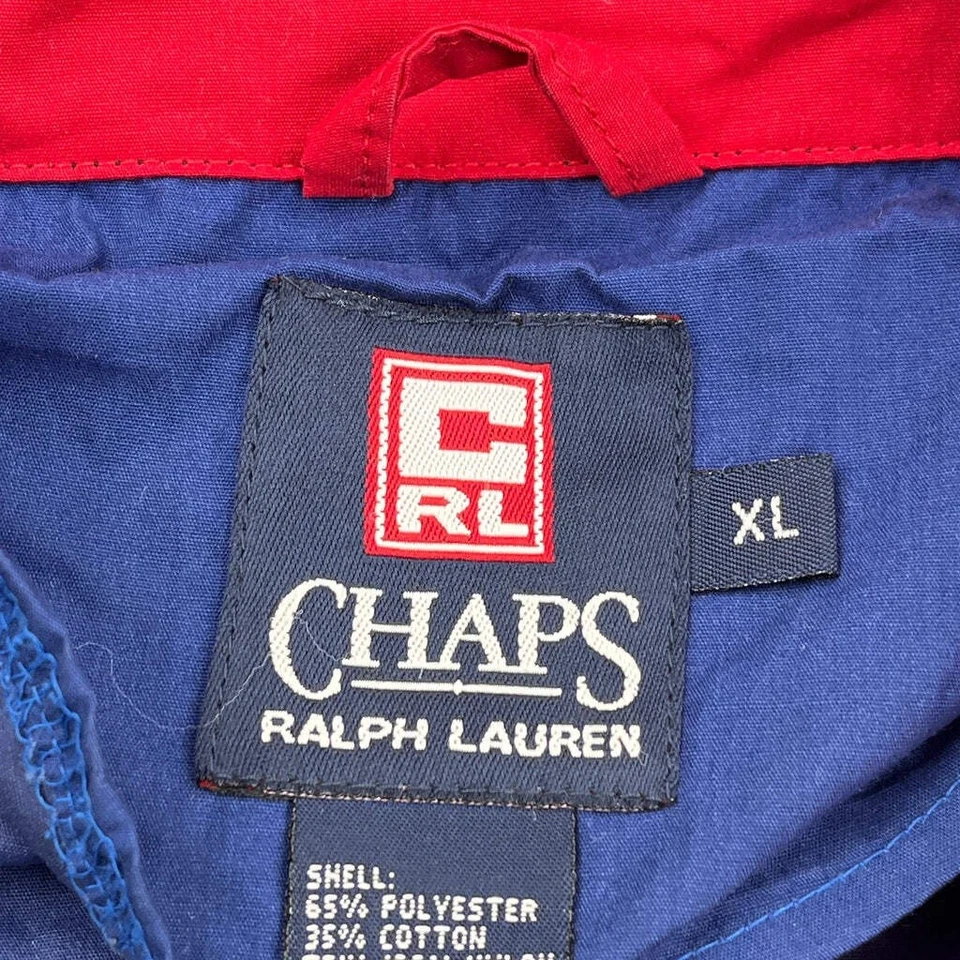 C
RL
CHAPS
RALPH LAUREN
XL
SHELL:
65% POLYESTER
35% COTTON